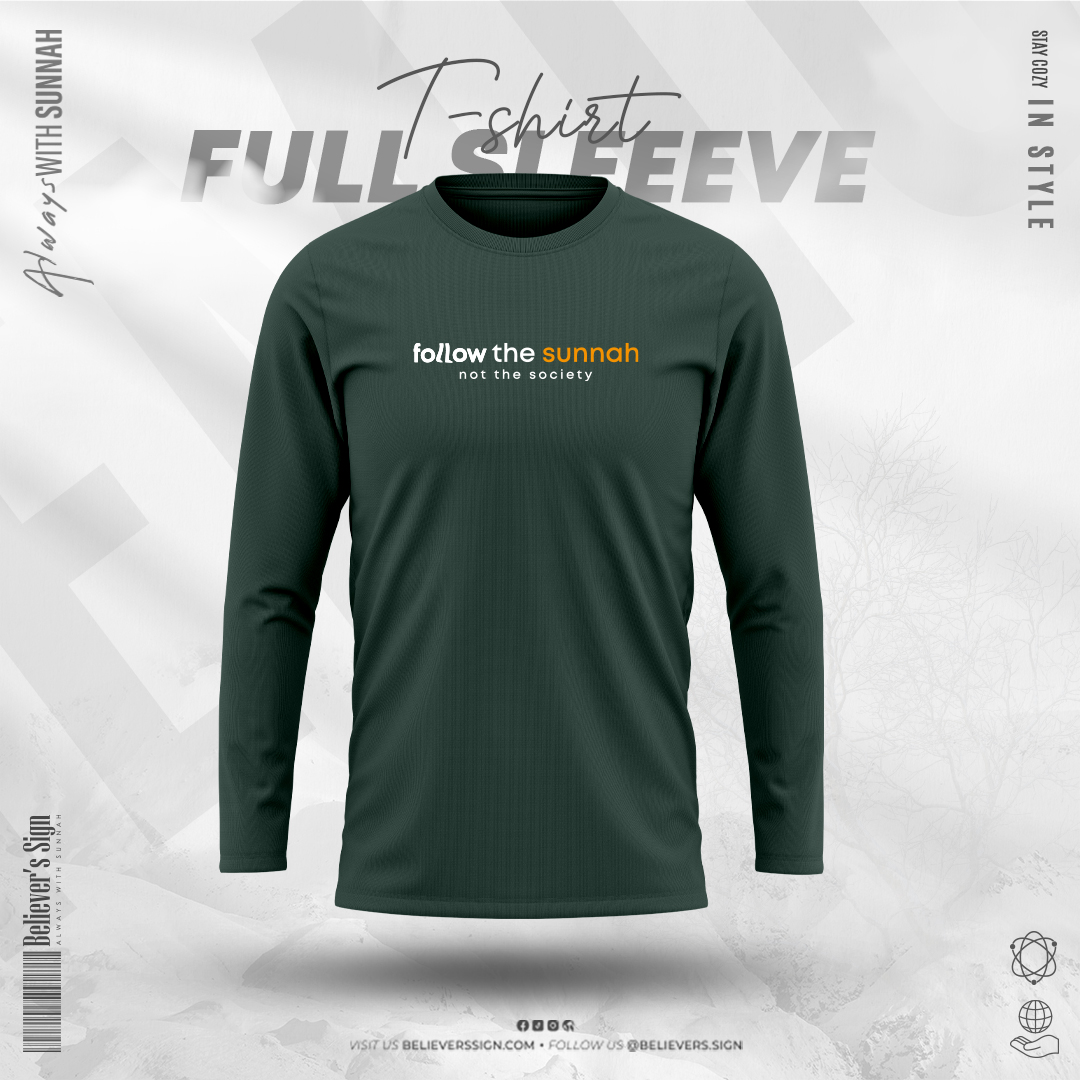 Always WITH SUNNAH
STAY COZY IN STYLE
T-shirt
FULL SLEEEVE
follow the sunnah
not the society
Believer's Sign
ALWAYS WITH SUNNAH
VISIT US BELIEVERSSIGN.COM • FOLLOW US @BELIEVERS.SIGN